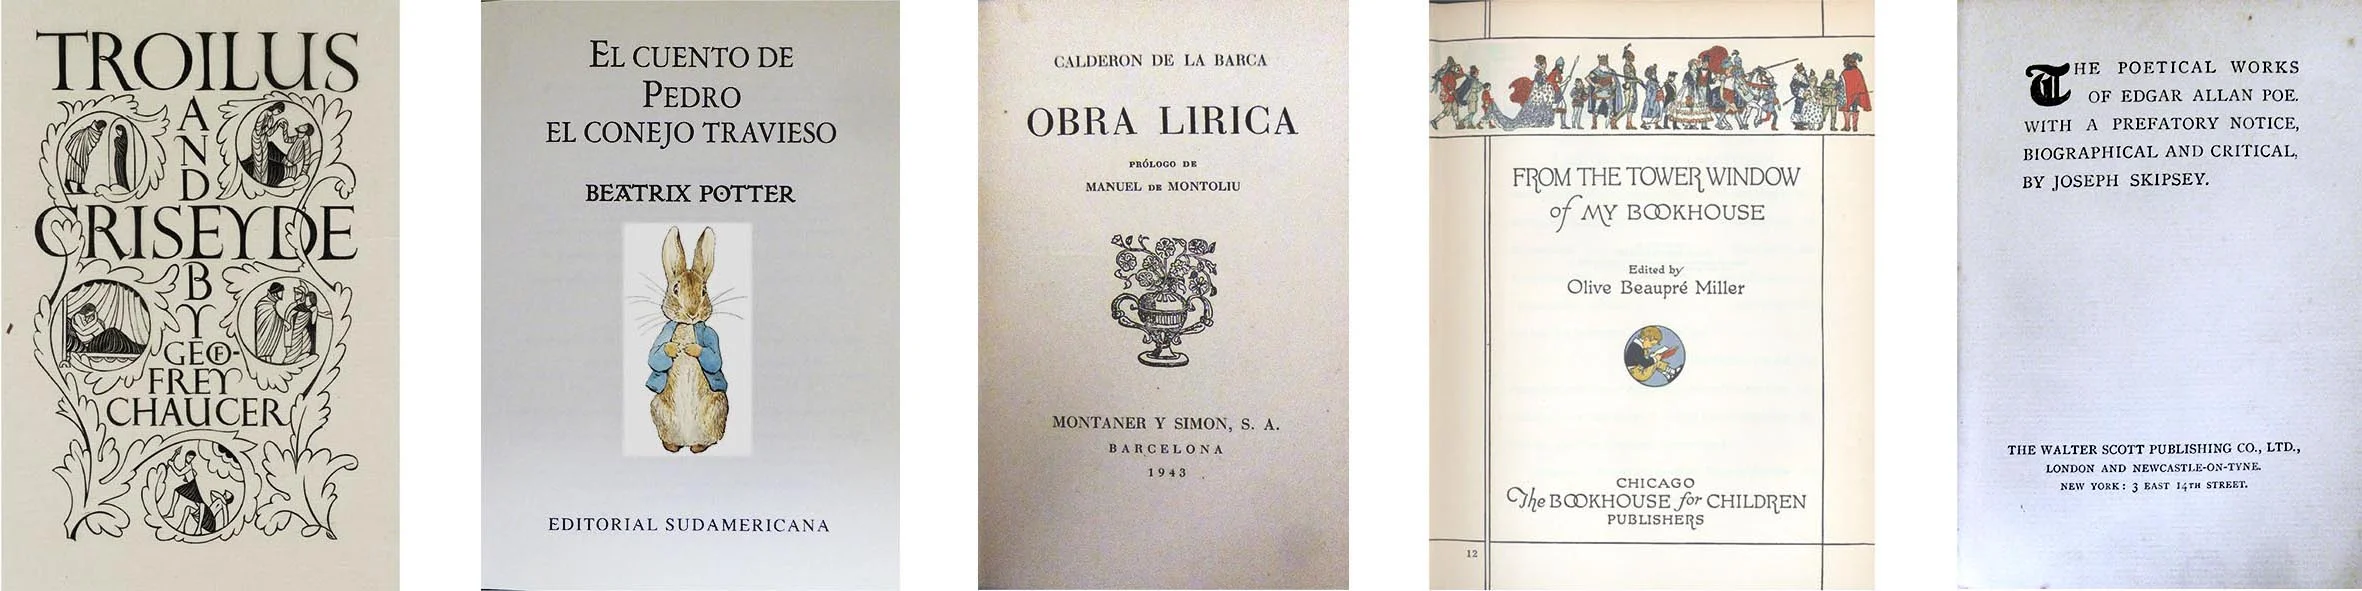 TROILUS
AND
CRISEYDE
BY
GEOF-
FREY
CHAUCER
EL CUENTO DE
PEDRO
EL CONEJO TRAVIESO
BEATRIX POTTER
EDITORIAL SUDAMERICANA
CALDERON DE LA BARCA
OBRA LIRICA
PRÓLOGO DE
MANUEL DE MONTOLIU
MONTANER Y SIMON, S. A.
BARCELONA
1943
FROM THE TOWER WINDOW
of MY BOOKHOUSE
Edited by
Olive Beaupré Miller
CHICAGO
The BOOKHOUSE for CHILDREN
PUBLISHERS
12
THE POETICAL WORKS
OF EDGAR ALLAN POE.
WITH A PREFATORY NOTICE,
BIOGRAPHICAL AND CRITICAL,
BY JOSEPH SKIPSEY.
THE WALTER SCOTT PUBLISHING CO., LTD.,
LONDON AND NEWCASTLE-ON-TYNE.
NEW YORK: 3 EAST 14TH STREET.